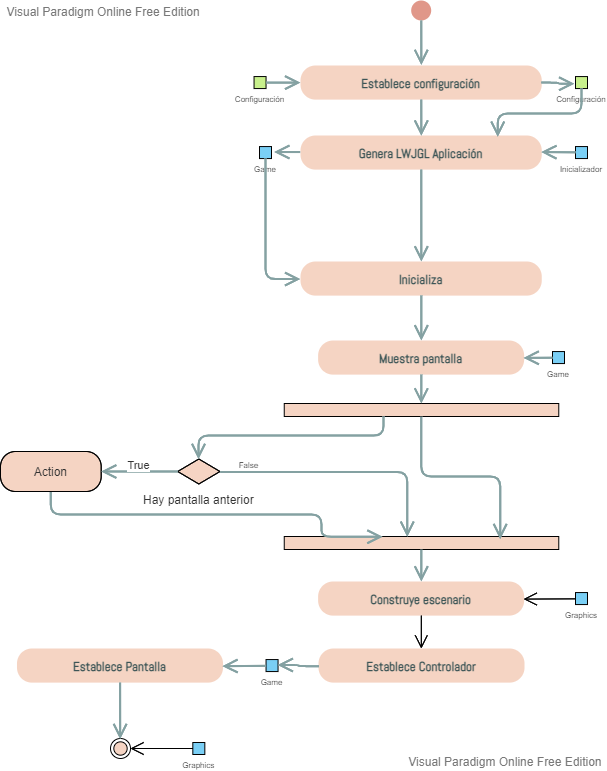 Visual Paradigm Online Free Edition
Establece configuración
Configuración
Configuración
Genera LWJGL Aplicación
Game
Inicializador
Inicializa
Muestra pantalla
Game
True
False
Action
Hay pantalla anterior
Construye escenario
Graphics
Establece Pantalla
Establece Controlador
Game
Graphics
Visual Paradigm Online Free Edition